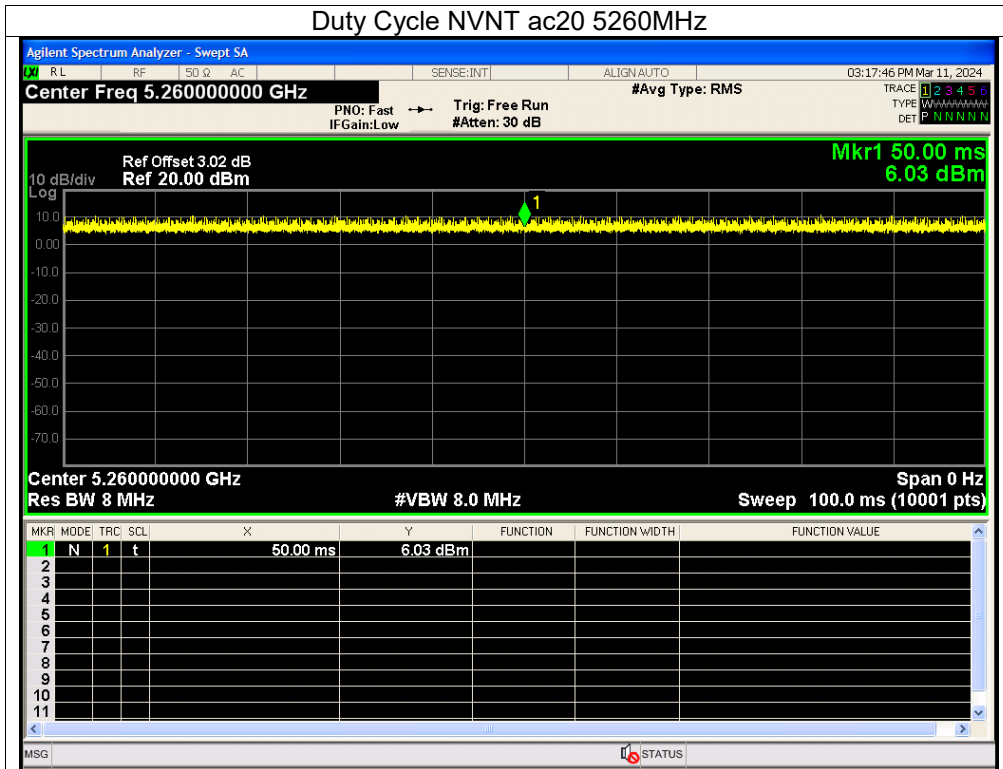 Duty Cycle NVNT ac20 5260MHz
Agilent Spectrum Analyzer - Swept SA
LXI RL RF 50 Ω AC SENSE:INT ALIGN AUTO 03:17:46 PM Mar 11, 2024
Center Freq 5.260000000 GHz #Avg Type: RMS TRACE 1 2 3 4 5 6
PNO: Fast Trig: Free Run TYPE WWWWWW
IFGain:Low #Atten: 30 dB DET P N N N N N
Mkr1 50.00 ms
Ref Offset 3.02 dB
10 dB/div Ref 20.00 dBm 6.03 dBm
Log
1
10.0
0.00
-10.0
-20.0
-30.0
-40.0
-50.0
-60.0
-70.0
Center 5.260000000 GHz Span 0 Hz
Res BW 8 MHz #VBW 8.0 MHz Sweep 100.0 ms (10001 pts)
MKR MODE TRC SCL X Y FUNCTION FUNCTION WIDTH FUNCTION VALUE
1 N 1 t 50.00 ms 6.03 dBm
2
3
4
5
6
7
8
9
10
11
MSG STATUS